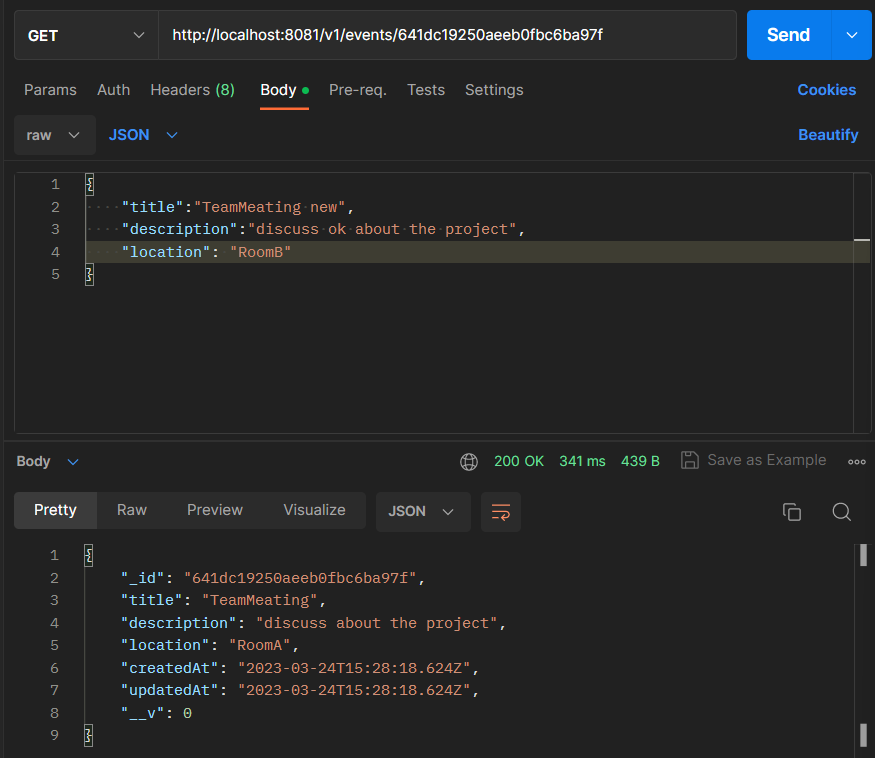 GET http://localhost:8081/v1/events/641dc19250aeeb0fbc6ba97f Send
Params Auth Headers (8) Body Pre-req. Tests Settings Cookies
raw JSON Beautify
1 {
2 "title":"TeamMeating new",
3 "description":"discuss ok about the project",
4 "location": "RoomB"
5 }
Body 200 OK 341 ms 439 B Save as Example
Pretty Raw Preview Visualize JSON
1 {
2 "_id": "641dc19250aeeb0fbc6ba97f",
3 "title": "TeamMeating",
4 "description": "discuss about the project",
5 "location": "RoomA",
6 "createdAt": "2023-03-24T15:28:18.624Z",
7 "updatedAt": "2023-03-24T15:28:18.624Z",
8 "__v": 0
9 }